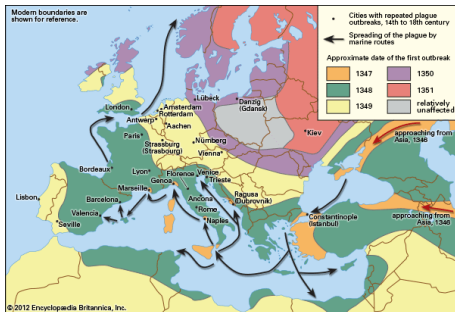 Modern boundaries are
shown for reference.
• Cities with repeated plague
outbreaks, 14th to 18th century
Spreading of the plague by
marine routes
Approximate date of the first outbreak
1347
1350
1348
1351
1349
relatively
unaffected
Lübeck
Danzig
(Gdańsk)
London
Amsterdam
Rotterdam
Antwerp
Aachen
Paris
Kiev
Strassburg
(Strasbourg)
Nürnberg
Vienna
approaching from
Asia, 1346
Bordeaux
Lyon
Florence
Venice
Trieste
Genoa
Marseille
Ragusa
(Dubrovnik)
Lisbon
Barcelona
Ancona
Rome
Valencia
Naples
Constantinople
(Istanbul)
approaching from
Asia, 1346
Seville
© 2012 Encyclopædia Britannica, Inc.